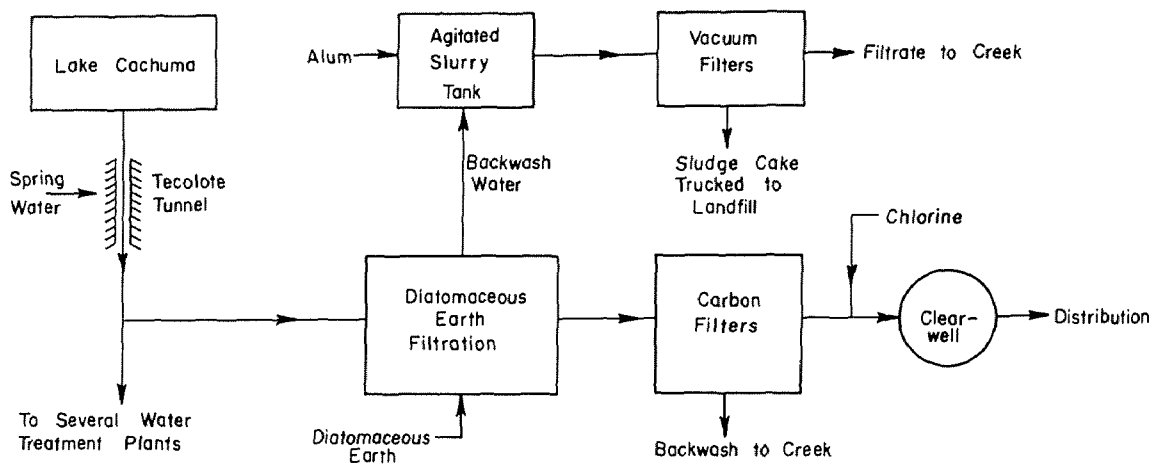 Lake Cachuma
Spring
Water
Tecolote
Tunnel
To Several Water
Treatment Plants
Alum
Agitated
Slurry
Tank
Backwash
Water
Vacuum
Filters
Filtrate to Creek
Sludge Cake
Trucked to
Landfill
Diatomaceous
Earth
Filtration
Diatomaceous
Earth
Carbon
Filters
Backwash to Creek
Chlorine
Clear-
well
Distribution